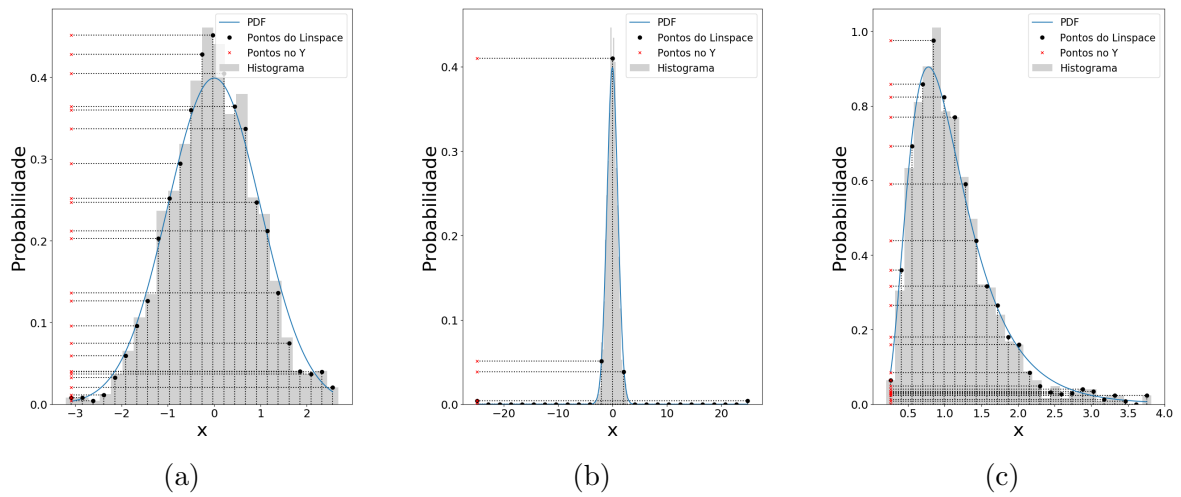 PDF
Pontos do Linspace
Pontos no Y
Histograma
Probabilidade
0.4
0.3
0.2
0.1
0.0
−3 −2 −1 0 1 2
x
(a)
PDF
Pontos do Linspace
Pontos no Y
Histograma
Probabilidade
0.4
0.3
0.2
0.1
0.0
−20 −10 0 10 20
x
(b)
PDF
Pontos do Linspace
Pontos no Y
Histograma
Probabilidade
1.0
0.8
0.6
0.4
0.2
0.0
0.5 1.0 1.5 2.0 2.5 3.0 3.5 4.0
x
(c)